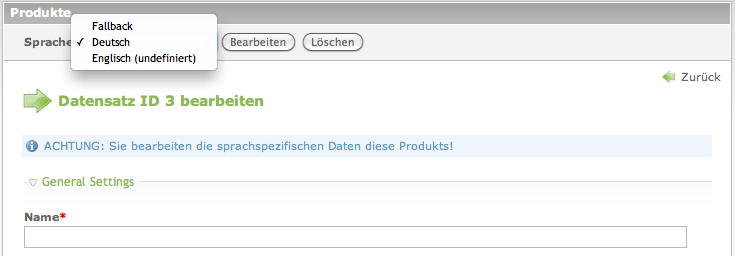 Produkte
Sprache
Fallback
✓ Deutsch
Englisch (undefiniert)
Bearbeiten
Löschen
Zurück
Datensatz ID 3 bearbeiten
ACHTUNG: Sie bearbeiten die sprachspezifischen Daten diese Produkts!
General Settings
Name*